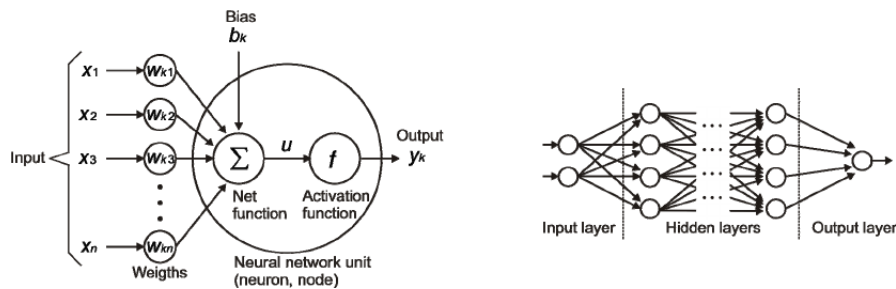 Bias
bk
Input
x1
wk1
x2
wk2
x3
wk3
xn
wkn
Weigths
Σ
u
f
Output
yk
Net
function
Activation
function
Neural network unit
(neuron, node)
Input layer
Hidden layers
Output layer